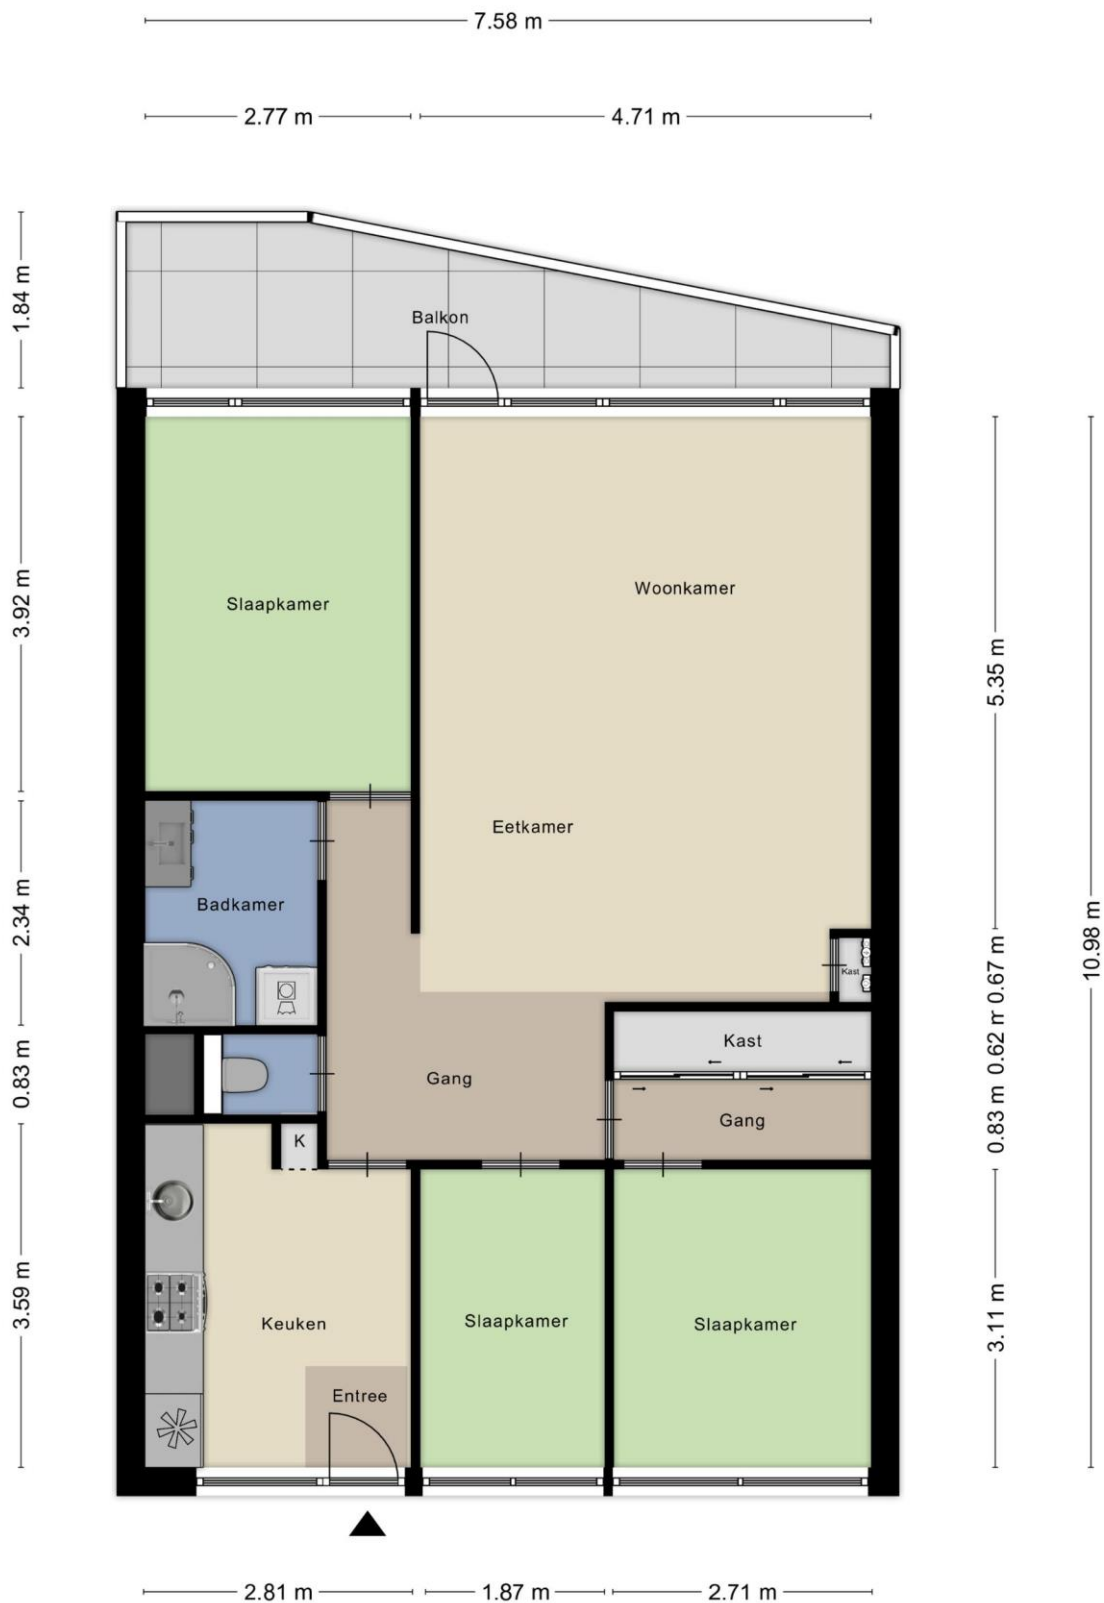 7.58 m
2.77 m
4.71 m
1.84 m
Balkon
3.92 m
Slaapkamer
Woonkamer
5.35 m
Eetkamer
2.34 m
Badkamer
10.98 m
0.67 m
Kast
0.62 m
Kast
0.83 m
Gang
0.83 m
Gang
K
3.59 m
Keuken
Slaapkamer
Slaapkamer
3.11 m
Entree
2.81 m
1.87 m
2.71 m